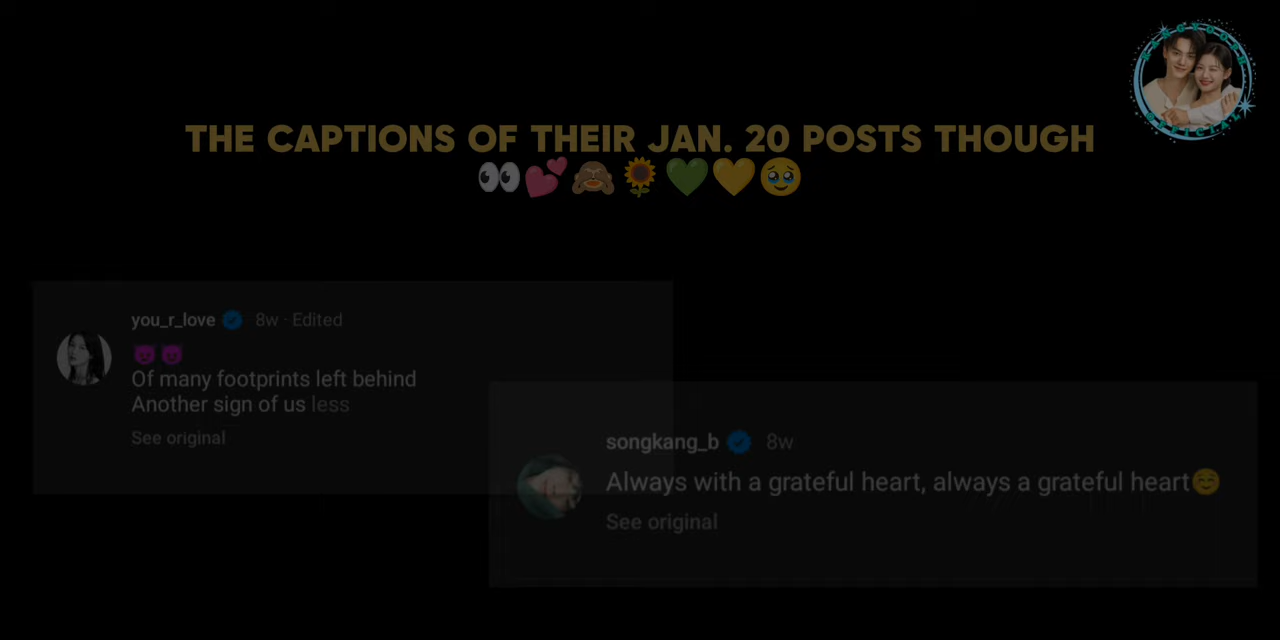 THE CAPTIONS OF THEIR JAN. 20 POSTS THOUGH
👀💕🙈🌻💚💛🥹
you_r_love 8w · Edited
😈😈
Of many footprints left behind
Another sign of us less
See original
songkang_b 8w
Always with a grateful heart, always a grateful heart😊
See original
OFFICIAL